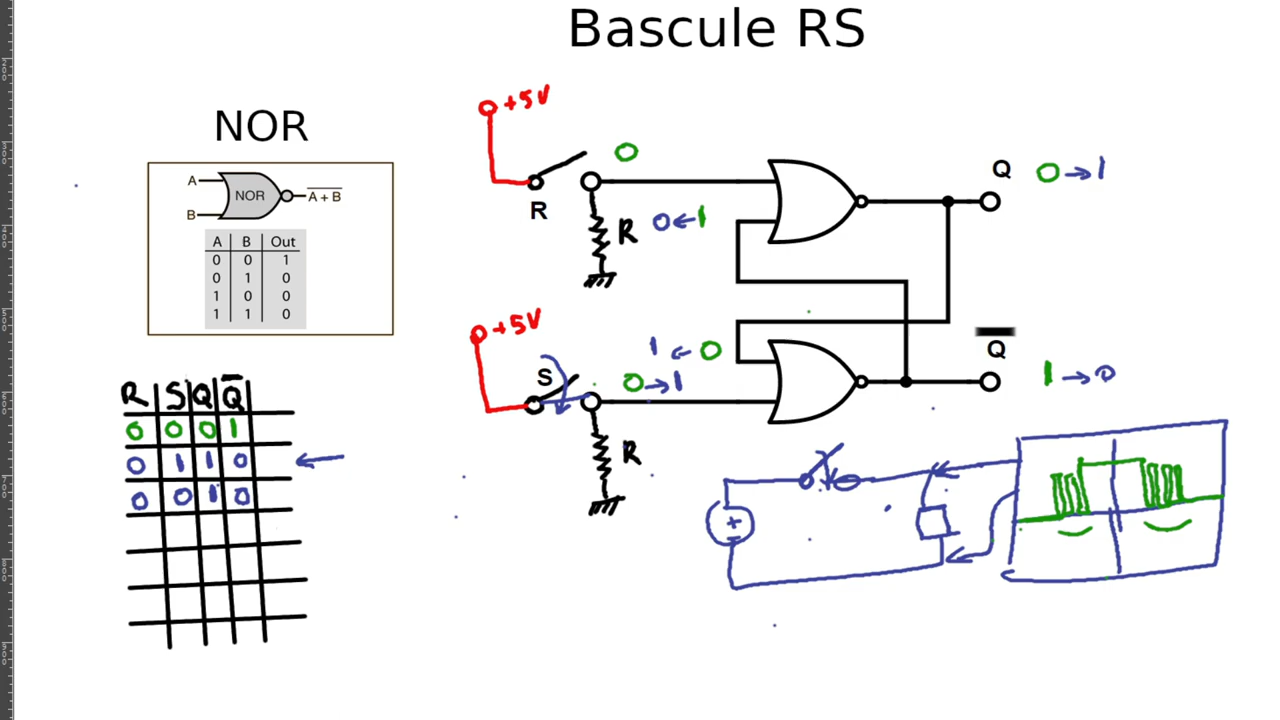 Bascule RS
NOR
A
B
NOR
A + B
A B Out
0 0 1
0 1 0
1 0 0
1 1 0
R S Q Q
0 0 0 1
0 1 1 0
0 0 1 0
+5V
R
0
R
0 ← 1
Q 0 → 1
+5V
S
1 ← 0
0 → 1
R
Q
1 → 0
+
-